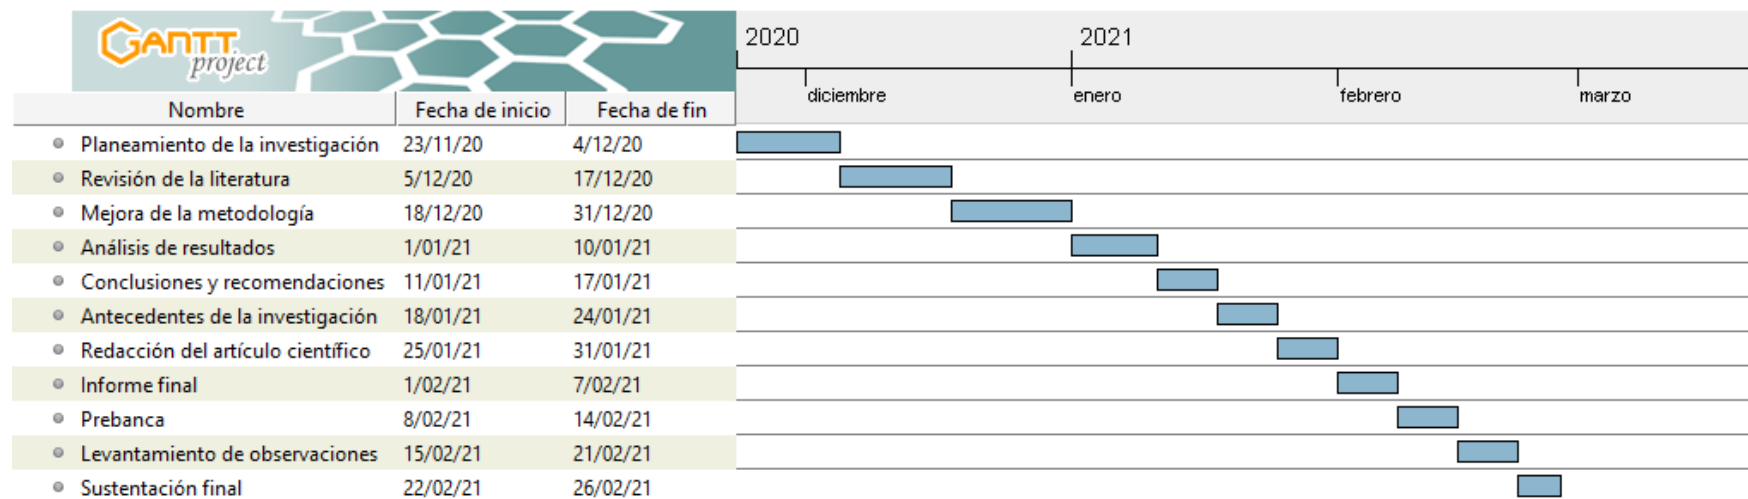 GANTT
project
2020 2021
diciembre enero febrero marzo
Nombre Fecha de inicio Fecha de fin
Planeamiento de la investigación 23/11/20 4/12/20
Revisión de la literatura 5/12/20 17/12/20
Mejora de la metodología 18/12/20 31/12/20
Análisis de resultados 1/01/21 10/01/21
Conclusiones y recomendaciones 11/01/21 17/01/21
Antecedentes de la investigación 18/01/21 24/01/21
Redacción del artículo científico 25/01/21 31/01/21
Informe final 1/02/21 7/02/21
Prebanca 8/02/21 14/02/21
Levantamiento de observaciones 15/02/21 21/02/21
Sustentación final 22/02/21 26/02/21